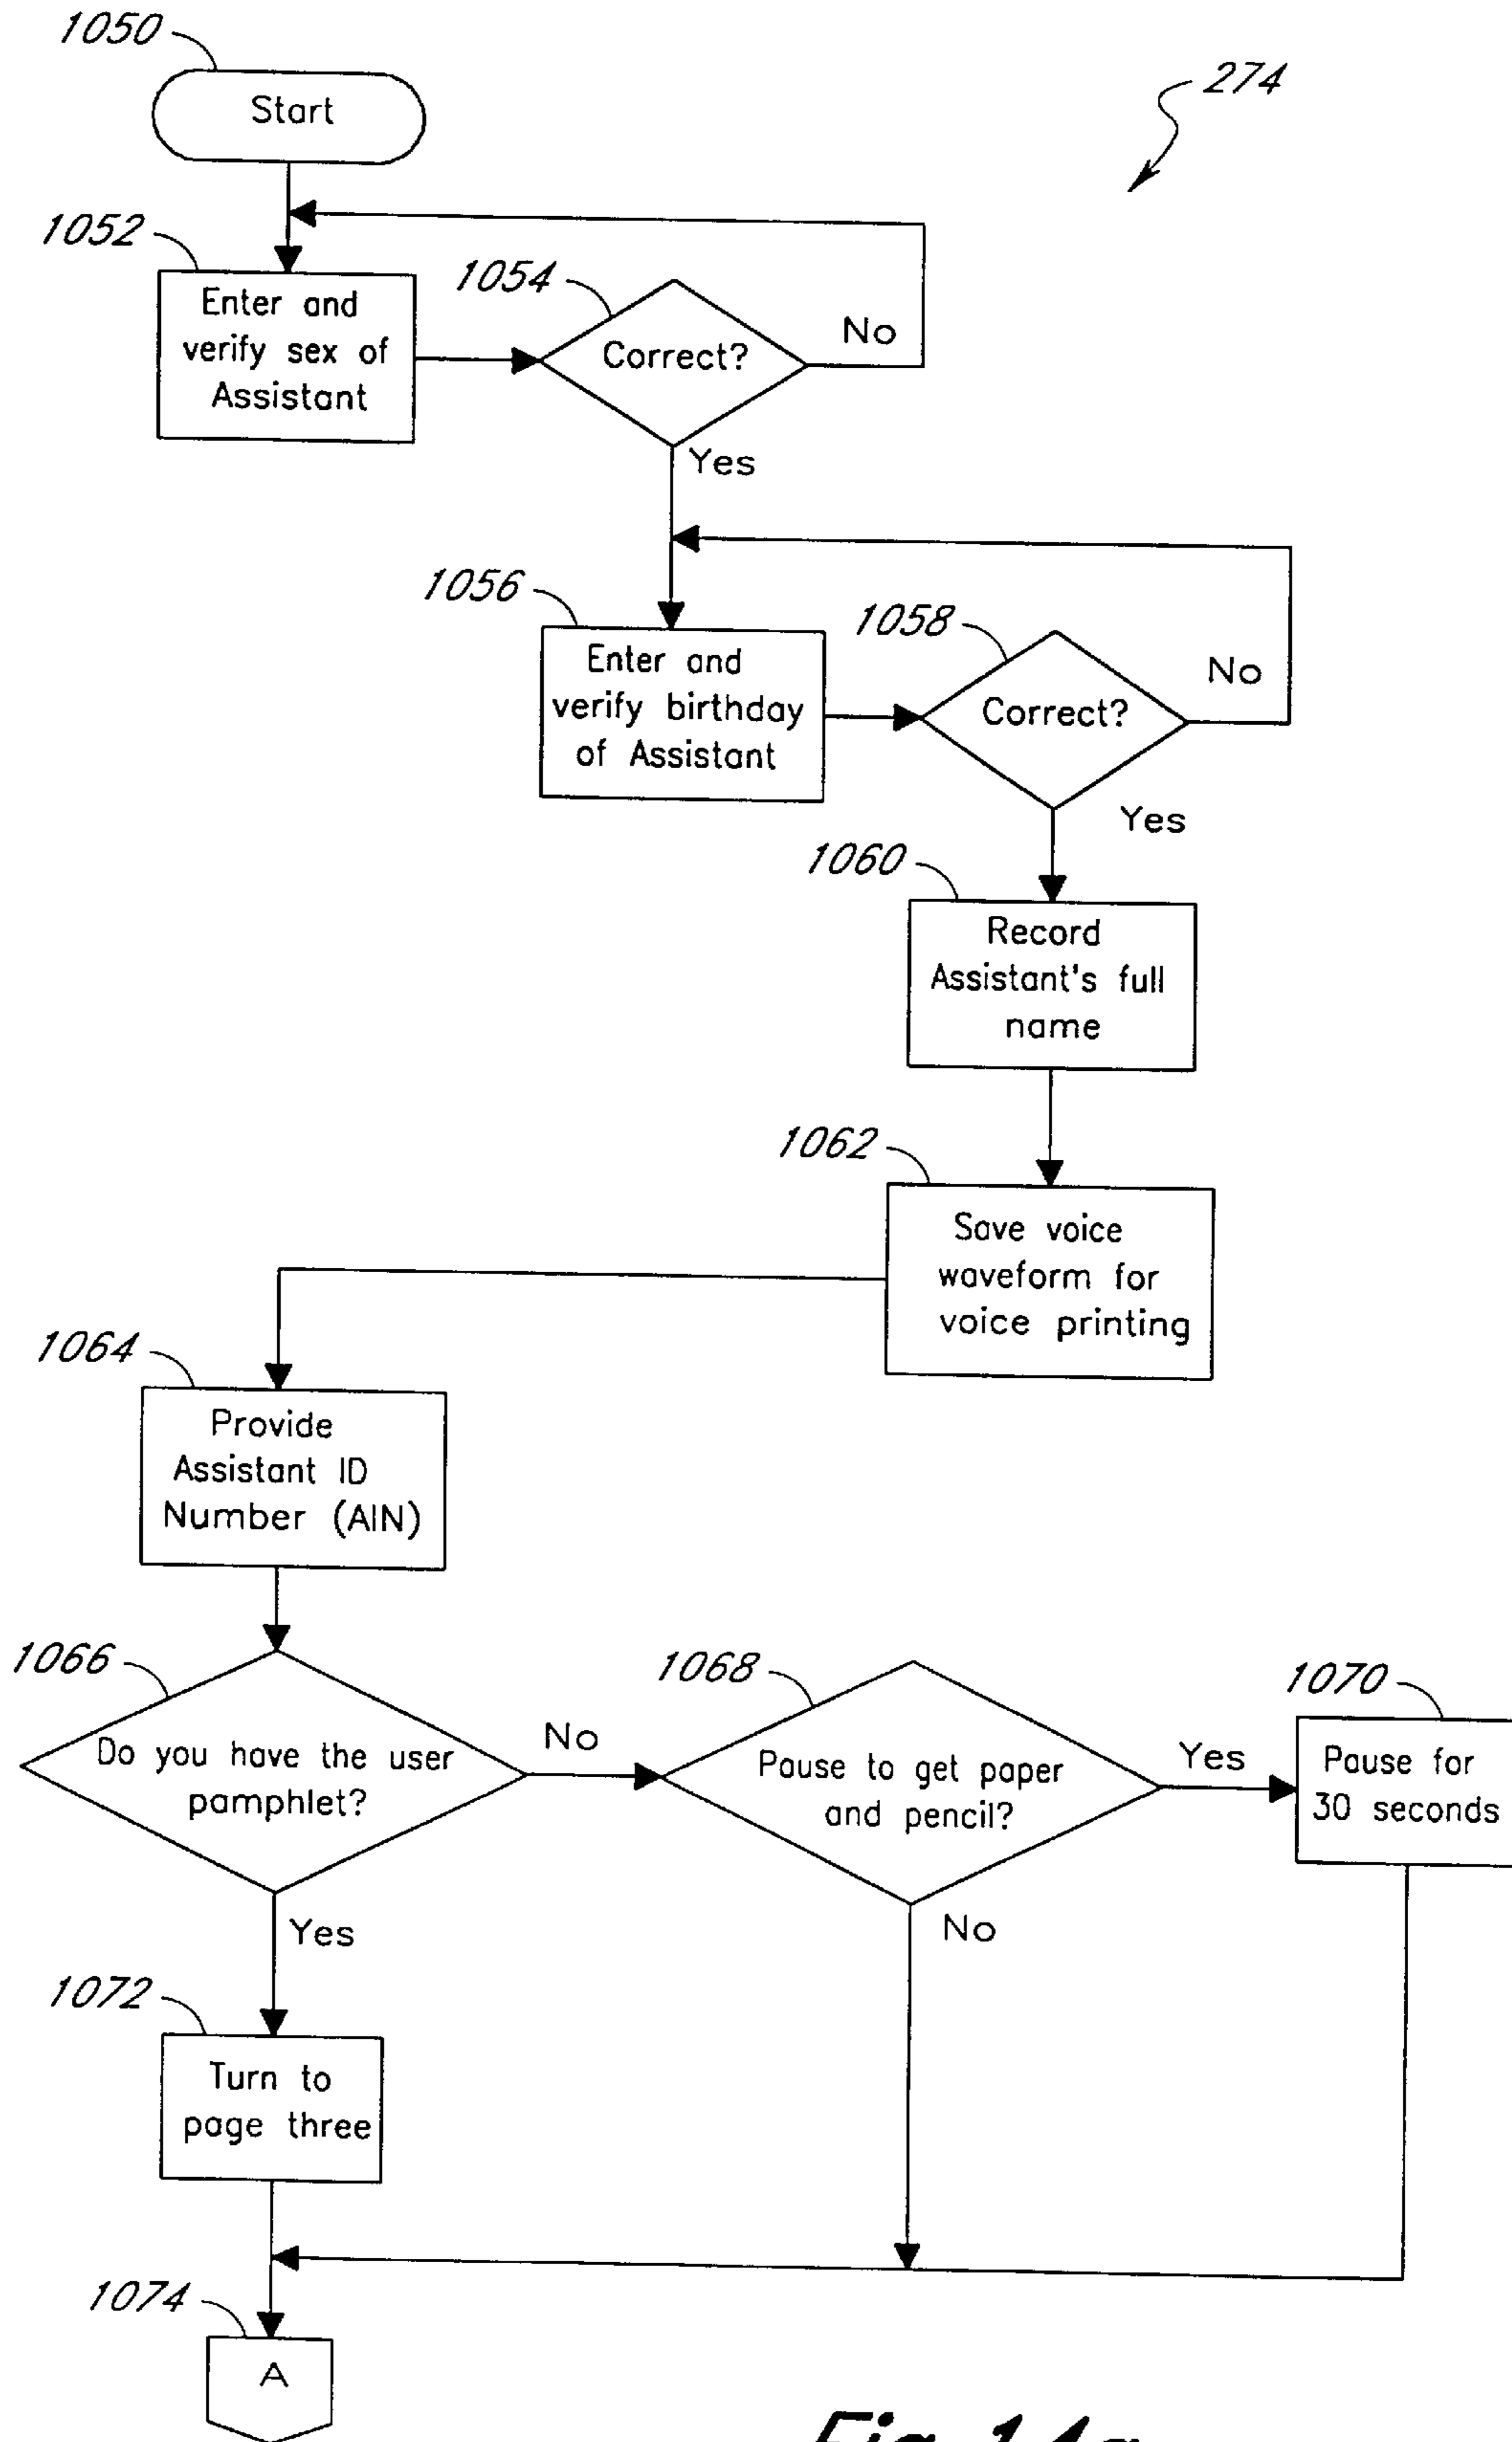 1050
Start
274
1052
Enter and
verify sex of
Assistant
1054
Correct?
No
Yes
1056
Enter and
verify birthday
of Assistant
1058
Correct?
No
Yes
1060
Record
Assistant's full
name
1062
Save voice
waveform for
voice printing
1064
Provide
Assistant ID
Number (AIN)
1066
Do you have the user
pamphlet?
No
1068
Pause to get paper
and pencil?
Yes
1070
Pause for
30 seconds
Yes
No
1072
Turn to
page three
1074
A
Fig. 14a